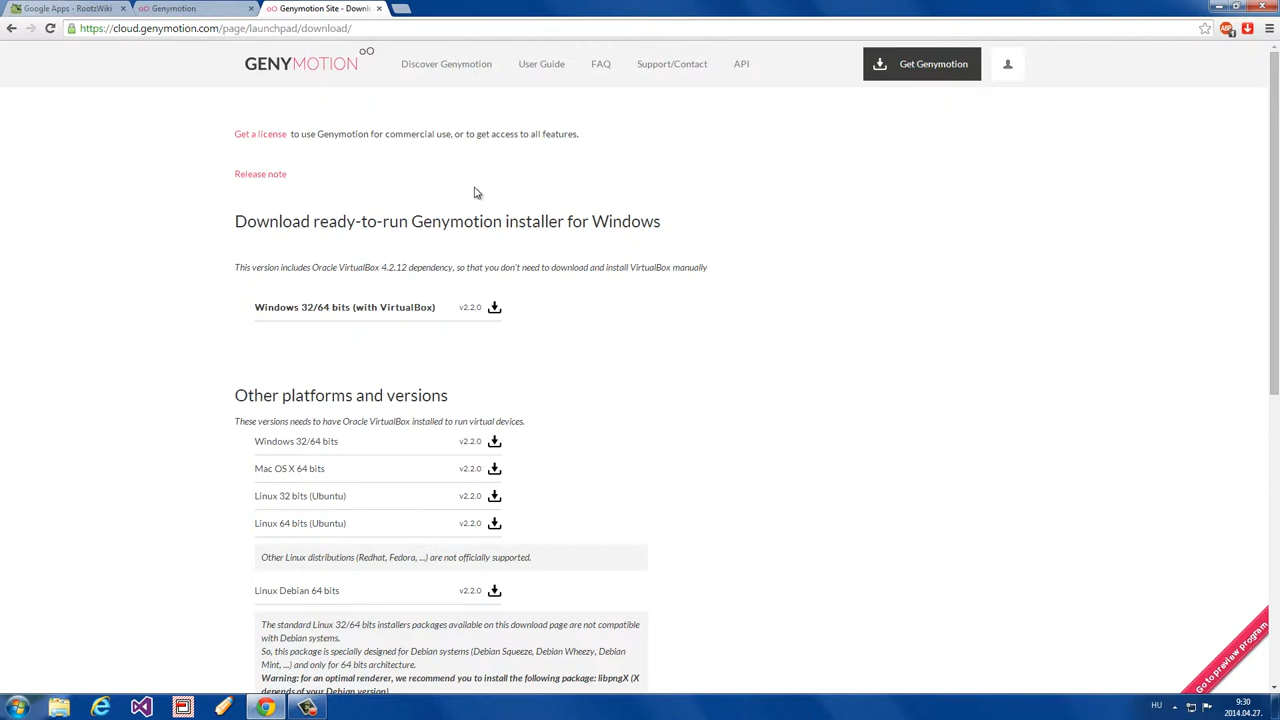 Google Apps - RootzWiki
Genymotion
Genymotion Site - Downl
https://cloud.genymotion.com/page/launchpad/download/
GENYMOTION
Discover Genymotion
User Guide
FAQ
Support/Contact
API
Get Genymotion
Get a license to use Genymotion for commercial use, or to get access to all features.
Release note
Download ready-to-run Genymotion installer for Windows
This version includes Oracle VirtualBox 4.2.12 dependency, so that you don't need to download and install VirtualBox manually
Windows 32/64 bits (with VirtualBox) v2.2.0
Other platforms and versions
These versions needs to have Oracle VirtualBox installed to run virtual devices.
Windows 32/64 bits v2.2.0
Mac OS X 64 bits v2.2.0
Linux 32 bits (Ubuntu) v2.2.0
Linux 64 bits (Ubuntu) v2.2.0
Other Linux distributions (Redhat, Fedora, ...) are not officially supported.
Linux Debian 64 bits v2.2.0
The standard Linux 32/64 bits installers packages available on this download page are not compatible
with Debian systems.
So, this package is specially designed for Debian systems (Debian Squeeze, Debian Wheezy, Debian
Mint, ...) and only for 64 bits architecture.
Warning: for an optimal renderer, we recommend you to install the following package: libpngX (X
depends of your Debian version)
Go to preview program
HU
9:30
2014.04.27.